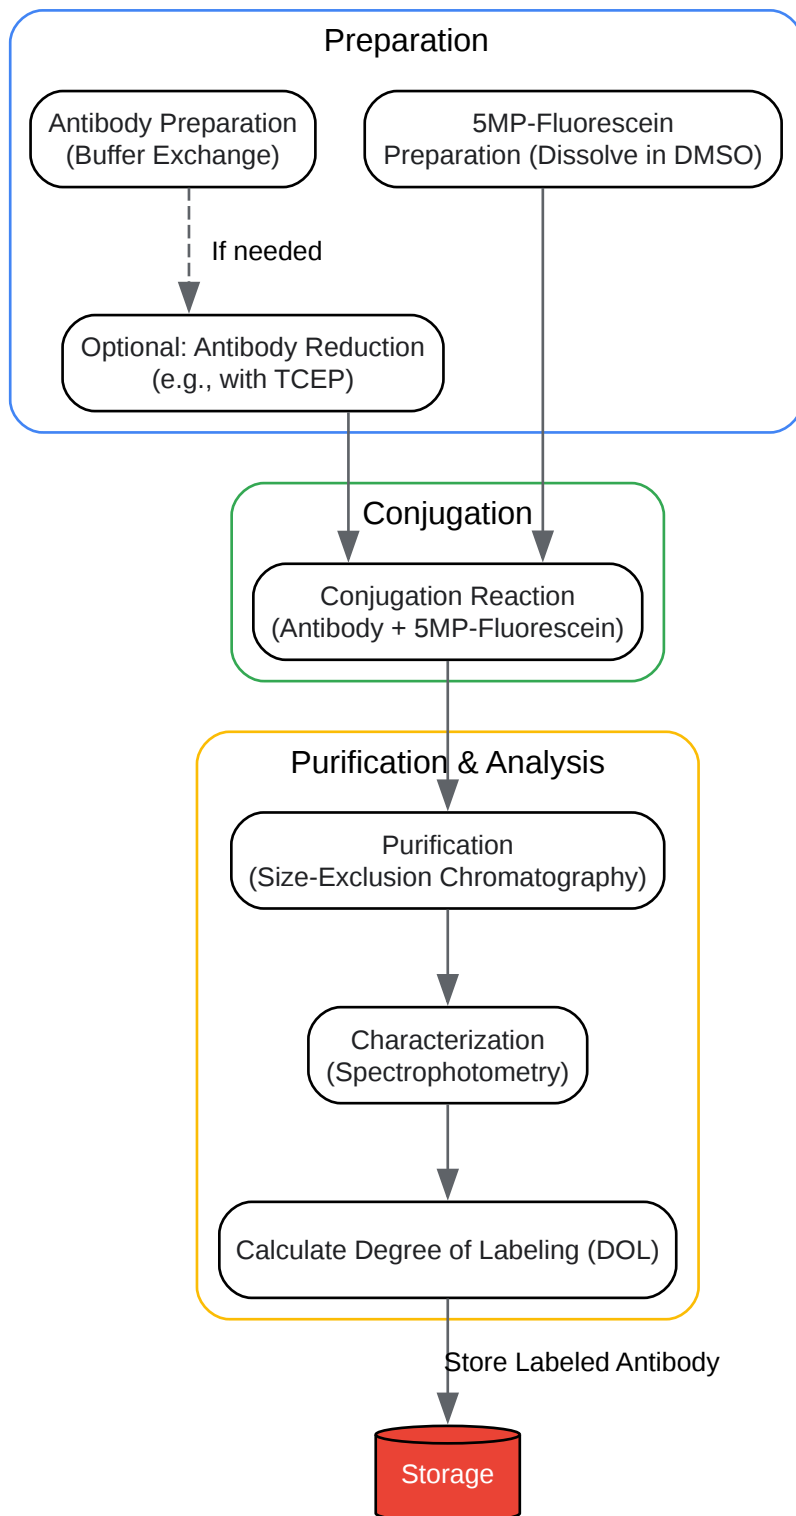 Preparation
Antibody Preparation
(Buffer Exchange)
5MP-Fluorescein
Preparation (Dissolve in DMSO)
If needed
Optional: Antibody Reduction
(e.g., with TCEP)
Conjugation
Conjugation Reaction
(Antibody + 5MP-Fluorescein)
Purification & Analysis
Purification
(Size-Exclusion Chromatography)
Characterization
(Spectrophotometry)
Calculate Degree of Labeling (DOL)
Store Labeled Antibody
Storage